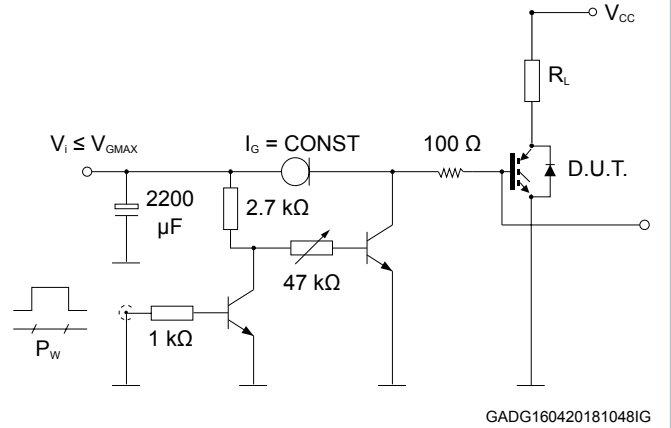 V_CC
R_L
V_i ≤ V_GMAX
I_G = CONST
100 Ω
D.U.T.
2200
μF
2.7 kΩ
47 kΩ
1 kΩ
P_W
GADG160420181048IG